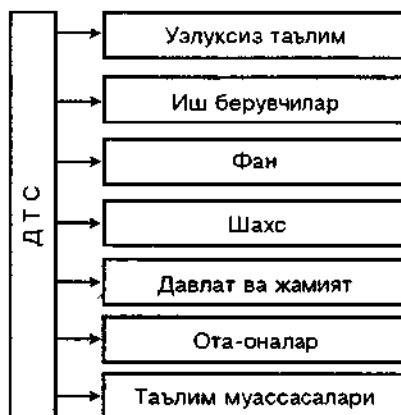 ДТС
Узлуксиз таълим
Иш берувчилар
Фан
Шахс
Давлат ва жамият
Ота-оналар
Таълим муассасалари